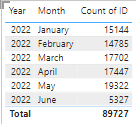 Year Month Count of ID
2022 January 15144
2022 February 14785
2022 March 17702
2022 April 17447
2022 May 19322
2022 June 5327
Total 89727